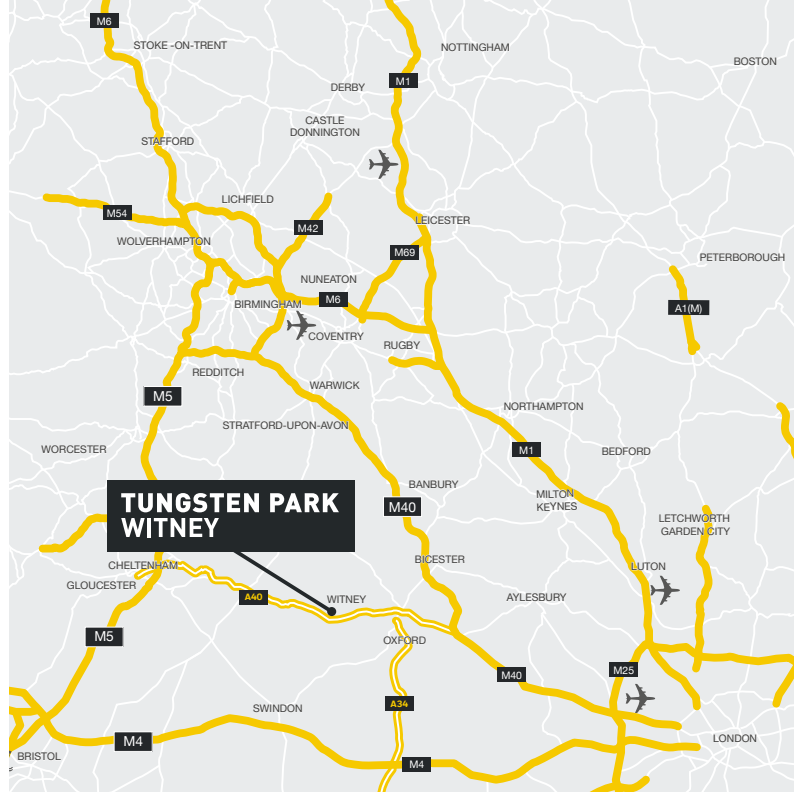 M6
STOKE -ON-TRENT
NOTTINGHAM
BOSTON
M1
DERBY
CASTLE
DONNINGTON
STAFFORD
LICHFIELD
M54
LEICESTER
M42
WOLVERHAMPTON
M69
PETERBOROUGH
NUNEATON
M6
BIRMINGHAM
A1(M)
COVENTRY
RUGBY
REDDITCH
WARWICK
M5
NORTHAMPTON
STRATFORD-UPON-AVON
WORCESTER
M1
BEDFORD
BANBURY
TUNGSTEN PARK
WITNEY
MILTON
KEYNES
M40
LETCHWORTH
GARDEN CITY
BICESTER
CHELTENHAM
LUTON
GLOUCESTER
A40
WITNEY
AYLESBURY
M5
OXFORD
M40
M25
A34
SWINDON
M4
LONDON
BRISTOL
M4